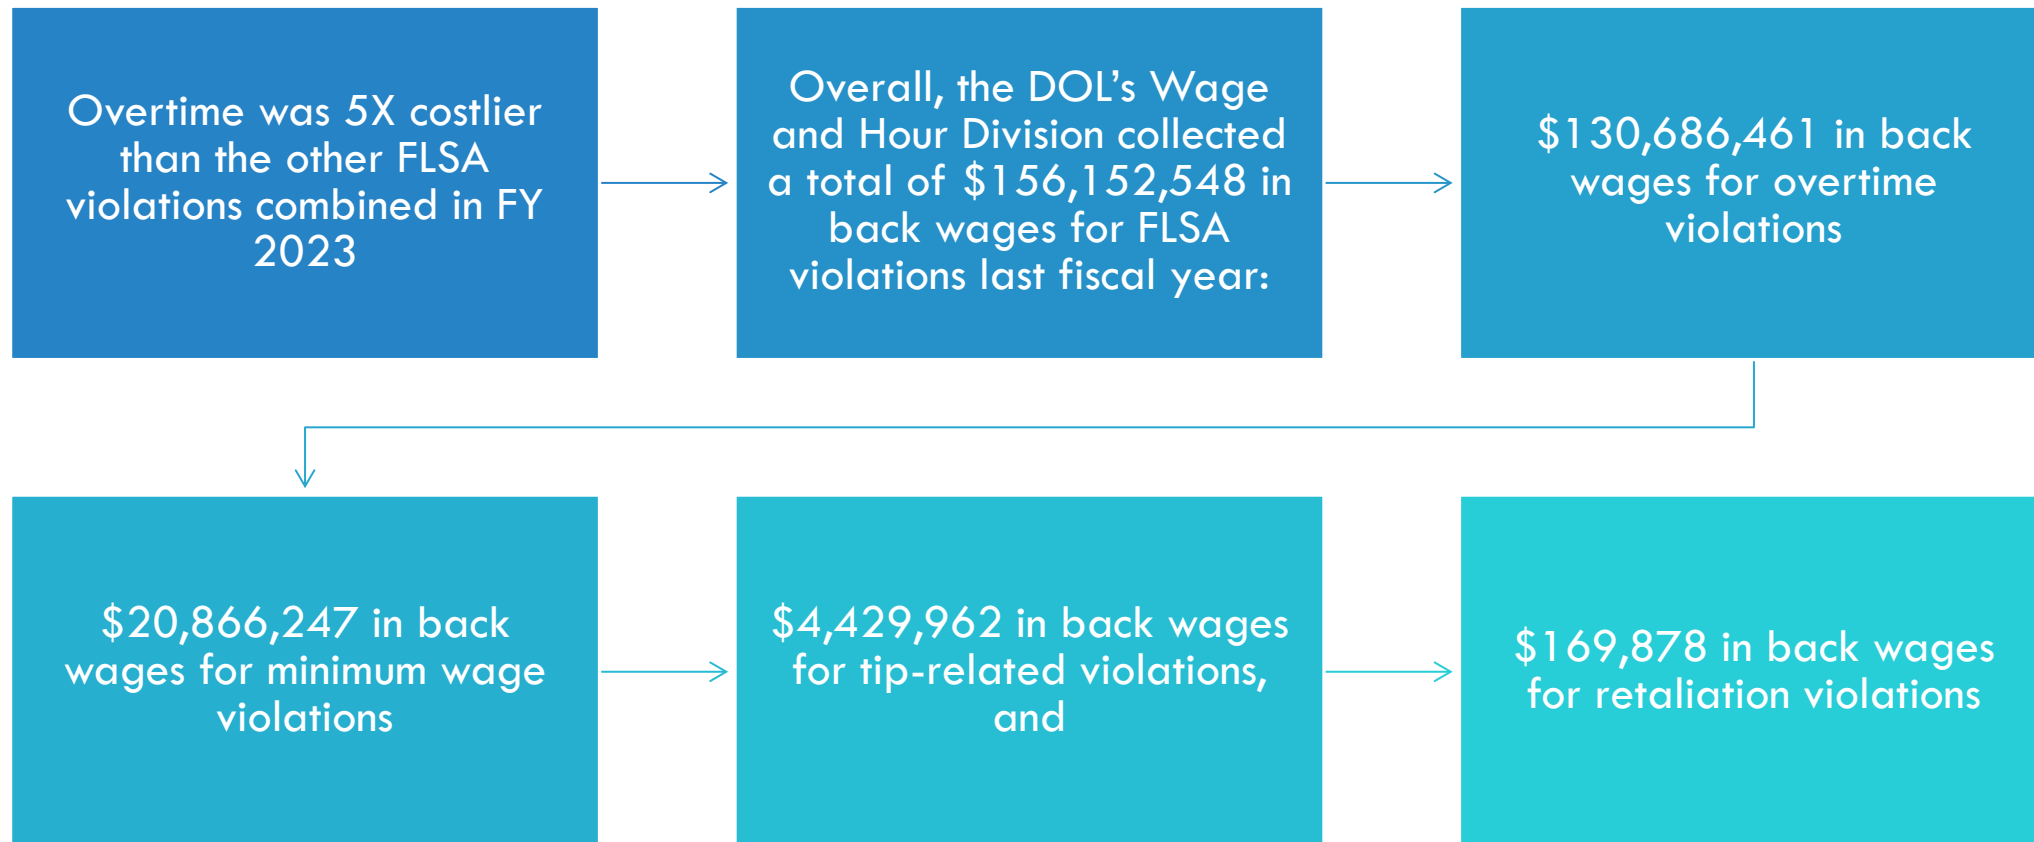 Overtime was 5X costlier
than the other FLSA
violations combined in FY
2023
Overall, the DOL’s Wage
and Hour Division collected
a total of $156,152,548 in
back wages for FLSA
violations last fiscal year:
$130,686,461 in back
wages for overtime
violations
$20,866,247 in back
wages for minimum wage
violations
$4,429,962 in back wages
for tip-related violations,
and
$169,878 in back wages
for retaliation violations